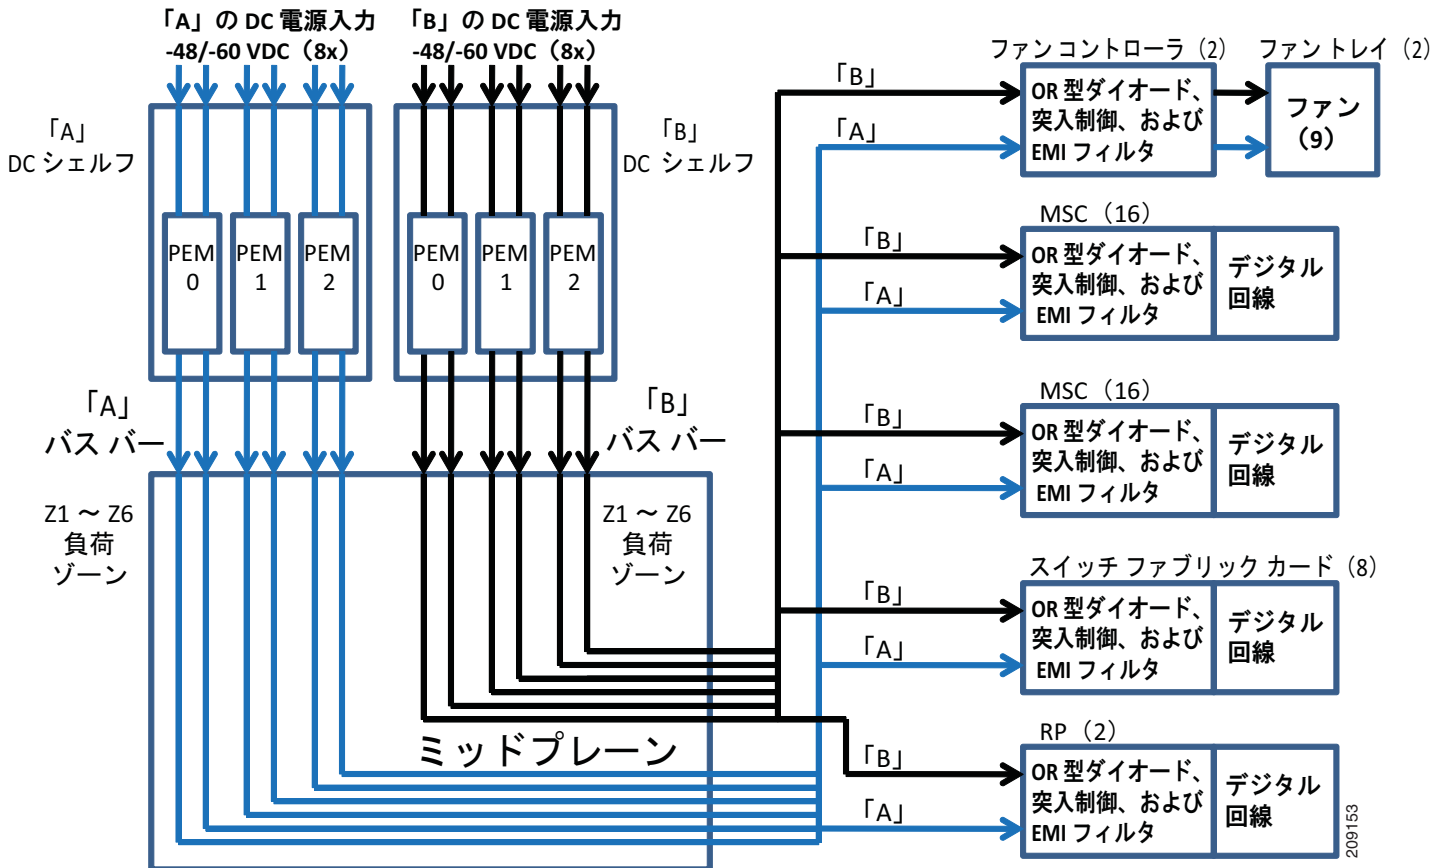 「A」の DC 電源入力
-48/-60 VDC（8x）
「B」の DC 電源入力
-48/-60 VDC（8x）
「A」
DC シェルフ
「B」
DC シェルフ
PEM
0
PEM
1
PEM
2
PEM
0
PEM
1
PEM
2
「A」
バス バー
「B」
バス バー
Z1 ～ Z6
負荷
ゾーン
Z1 ～ Z6
負荷
ゾーン
ミッドプレーン
ファン コントローラ（2）
ファン トレイ（2）
「B」
「A」
OR 型ダイオード、
突入制御、および
EMI フィルタ
ファン
（9）
MSC（16）
「B」
「A」
OR 型ダイオード、
突入制御、および
EMI フィルタ
デジタル
回線
MSC（16）
「B」
「A」
OR 型ダイオード、
突入制御、および
EMI フィルタ
デジタル
回線
スイッチ ファブリック カード（8）
「B」
「A」
OR 型ダイオード、
突入制御、および
EMI フィルタ
デジタル
回線
RP（2）
「B」
「A」
OR 型ダイオード、
突入制御、および
EMI フィルタ
デジタル
回線
209153